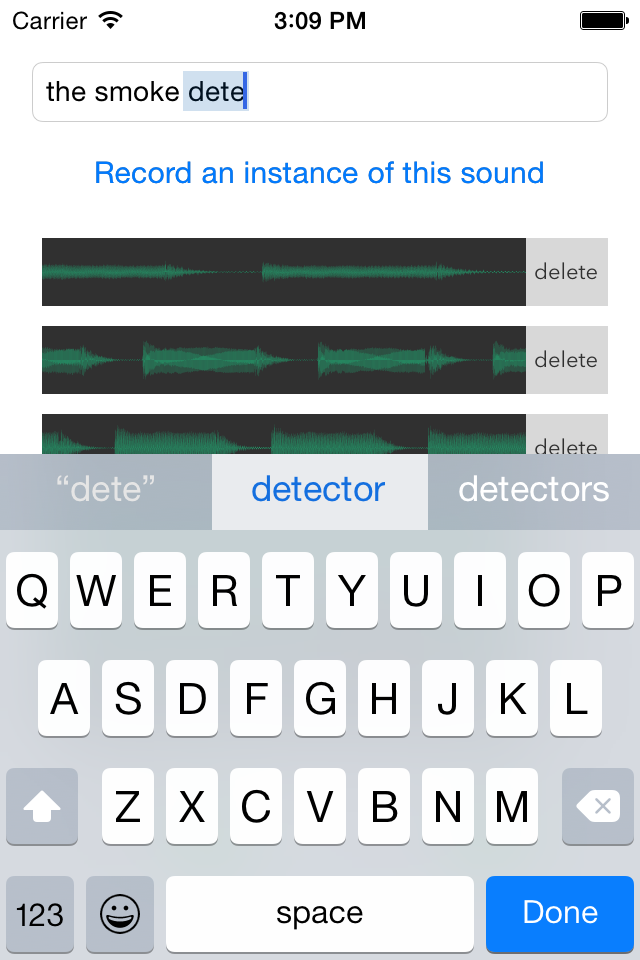 Carrier 3:09 PM
the smoke dete
Record an instance of this sound
delete
delete
delete
“dete” detector detectors
Q W E R T Y U I O P
A S D F G H J K L
Z X C V B N M
123 space Done